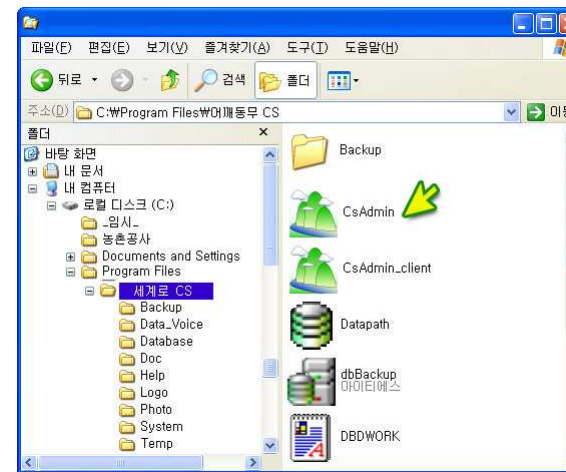 파일(F) 편집(E) 보기(V) 즐겨찾기(A) 도구(T) 도움말(H)
뒤로 검색 폴더
주소(D) C:₩Program Files₩어깨동무 CS 이동
폴더
바탕 화면
내 문서
내 컴퓨터
로컬 디스크 (C:)
_임시_
농촌공사
Documents and Settings
Program Files
세계로 CS
Backup
Data_Voice
Database
Doc
Help
Logo
Photo
System
Temp
Backup
CsAdmin
CsAdmin_client
Datapath
dbBackup
아이티에스
DBDWORK